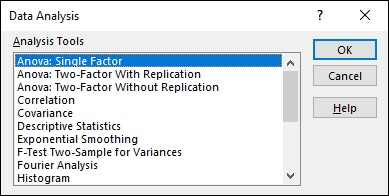 Data Analysis
?
Analysis Tools
Anova: Single Factor
Anova: Two-Factor With Replication
Anova: Two-Factor Without Replication
Correlation
Covariance
Descriptive Statistics
Exponential Smoothing
F-Test Two-Sample for Variances
Fourier Analysis
Histogram
OK
Cancel
Help